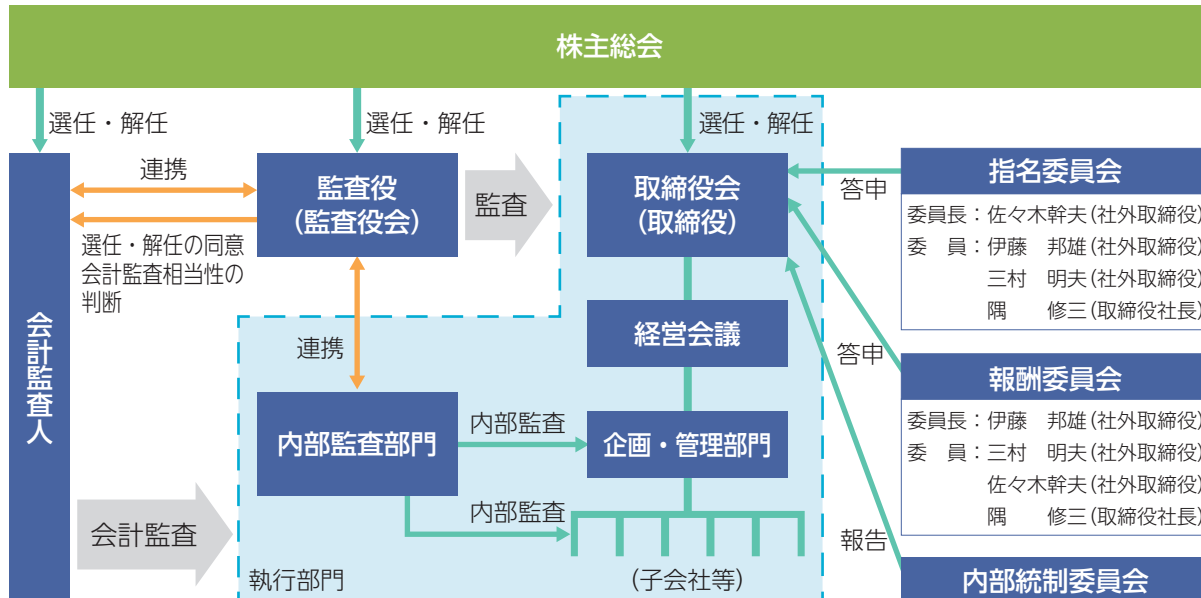 株主総会
選任・解任
選任・解任
選任・解任
連携
監査役
(監査役会)
監査
取締役会
(取締役)
答申
指名委員会
委員長：佐々木幹夫(社外取締役)
委　員：伊藤　邦雄(社外取締役)
三村　明夫(社外取締役)
隅　　修三(取締役社長)
選任・解任の同意
会計監査相当性の
判断
会計監査人
連携
経営会議
答申
報酬委員会
委員長：伊藤　邦雄(社外取締役)
委　員：三村　明夫(社外取締役)
佐々木幹夫(社外取締役)
隅　　修三(取締役社長)
内部監査部門
内部監査
企画・管理部門
内部監査
会計監査
報告
執行部門
(子会社等)
内部統制委員会